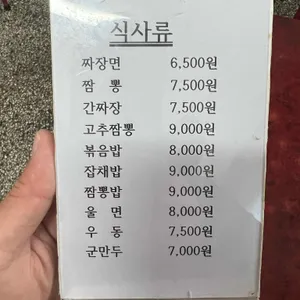 식사류
짜장면 6,500원
짬 뽕 7,500원
간짜장 7,500원
고추짬뽕 9,000원
볶음밥 8,000원
잡채밥 9,000원
짬뽕밥 9,000원
울 면 8,000원
우 동 7,500원
군만두 7,000원